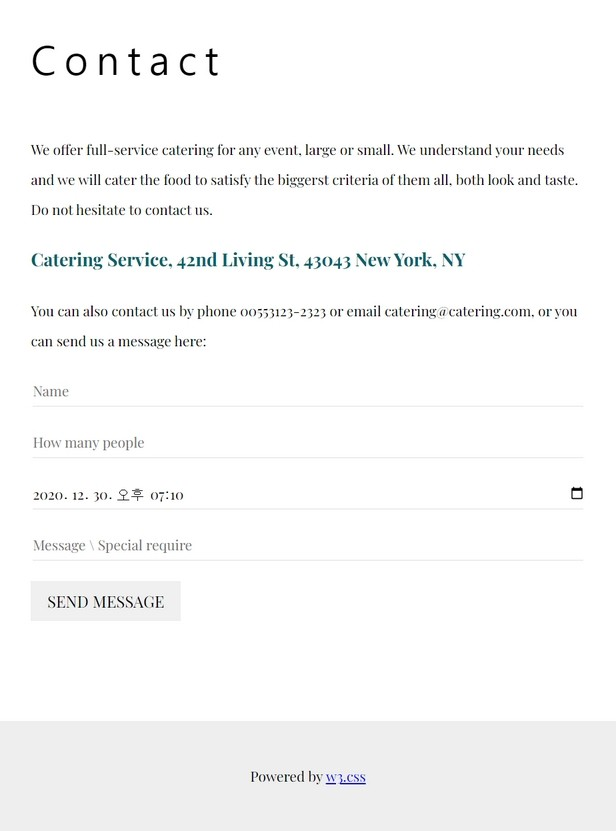 Contact
We offer full-service catering for any event, large or small. We understand your needs
and we will cater the food to satisfy the biggerst criteria of them all, both look and taste.
Do not hesitate to contact us.
Catering Service, 42nd Living St, 43043 New York, NY
You can also contact us by phone 00553123-2323 or email catering@catering.com, or you
can send us a message here:
Name
How many people
2020. 12. 30. 오후 07:10
Message \ Special require
SEND MESSAGE
Powered by w3.css